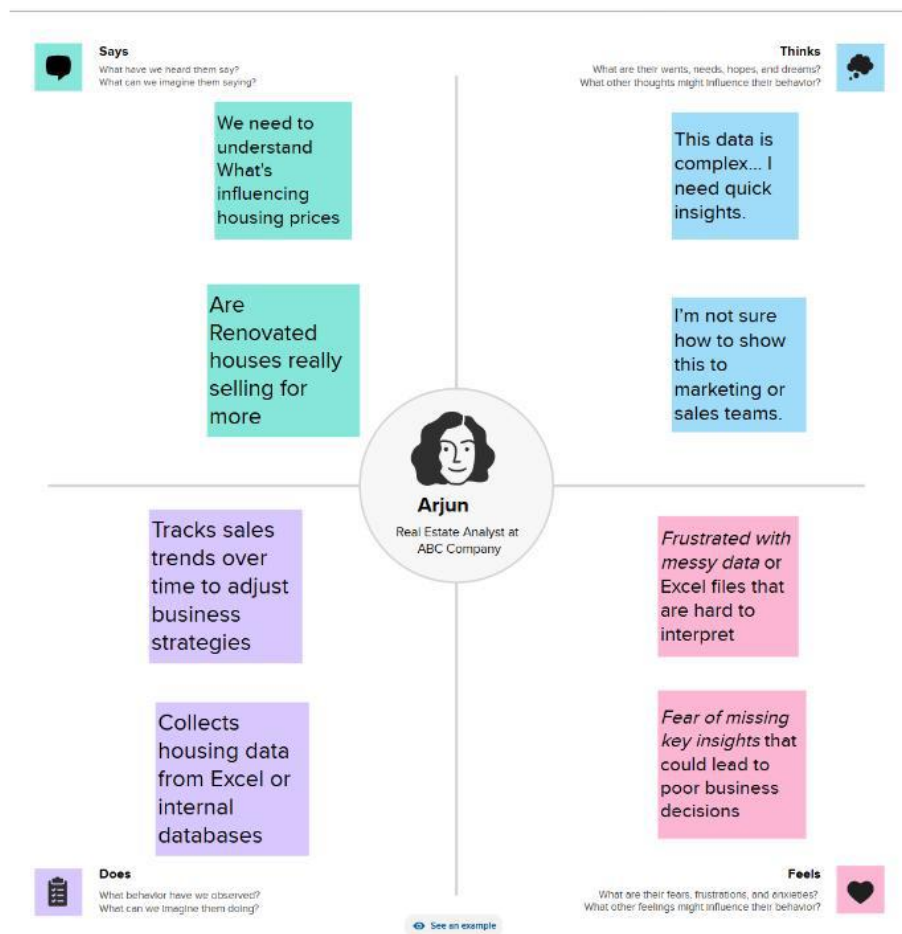 Says
What have we heard them say?
What can we imagine them saying?
We need to
understand
What's
influencing
housing prices
Are
Renovated
houses really
selling for
more
Thinks
What are their wants, needs, hopes, and dreams?
What other thoughts might influence their behavior?
This data is
complex... I
need quick
insights.
I'm not sure
how to show
this to
marketing or
sales teams.
Arjun
Real Estate Analyst at
ABC Company
Tracks sales
trends over
time to adjust
business
strategies
Collects
housing data
from Excel or
internal
databases
Does
What behavior have we observed?
What can we imagine them doing?
Frustrated with
messy data or
Excel files that
are hard to
interpret
Fear of missing
key insights that
could lead to
poor business
decisions
Feels
What are their fears, frustrations, and anxieties?
What other feelings might influence their behavior?
See an example